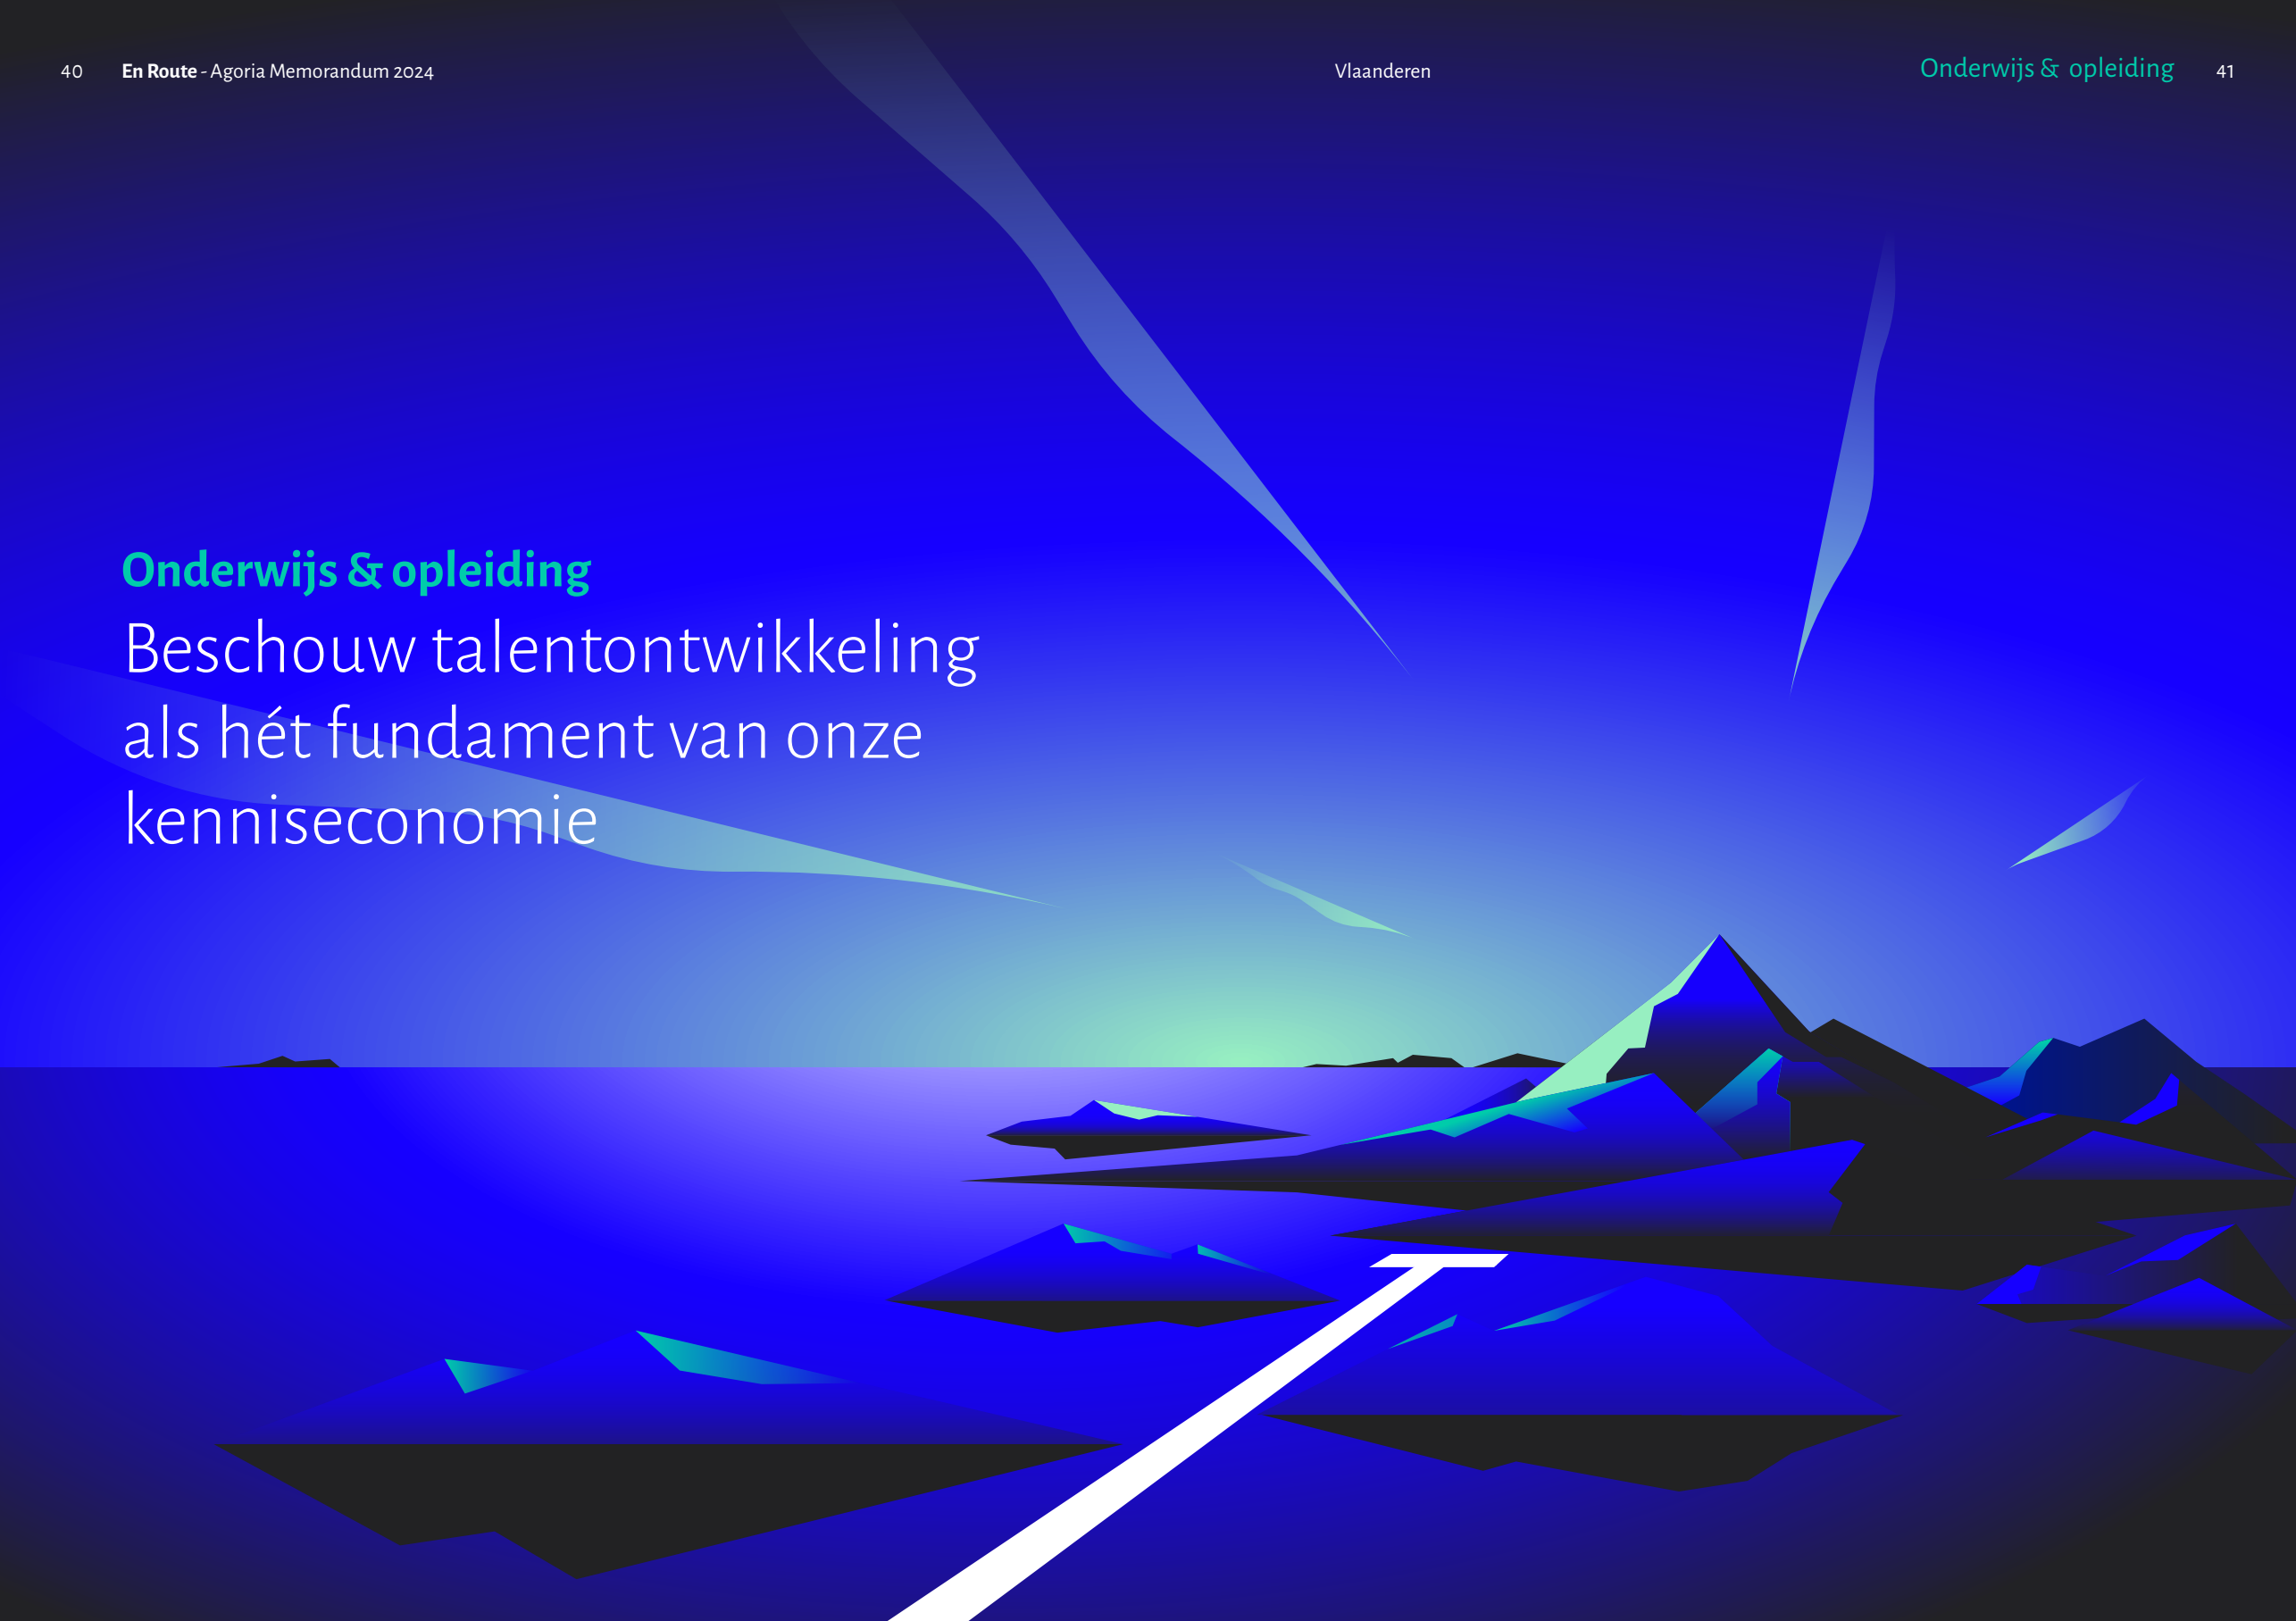 40 En Route - Agoria Memorandum 2024
Vlaanderen
Onderwijs & opleiding 41
Onderwijs & opleiding
Beschouw talentontwikkeling
als hét fundament van onze
kenniseconomie